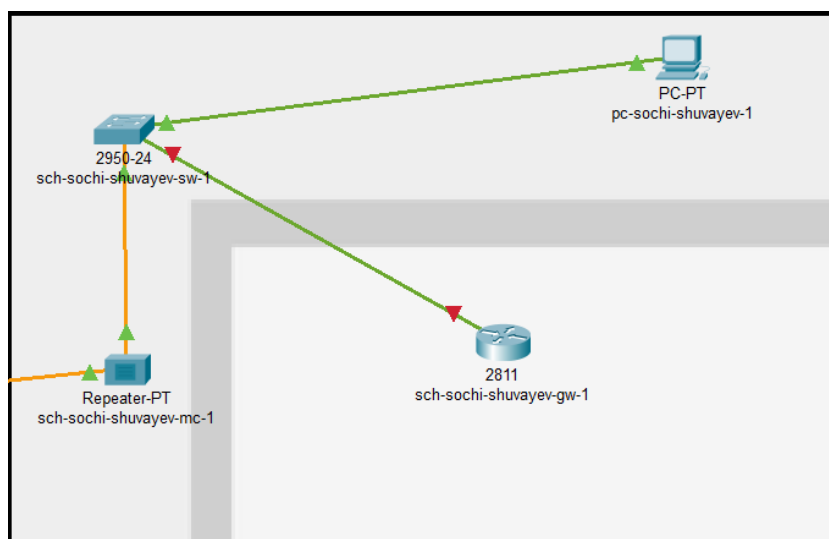 PC-PT
pc-sochi-shuvayev-1
2950-24
sch-sochi-shuvayev-sw-1
2811
sch-sochi-shuvayev-gw-1
Repeater-PT
sch-sochi-shuvayev-mc-1